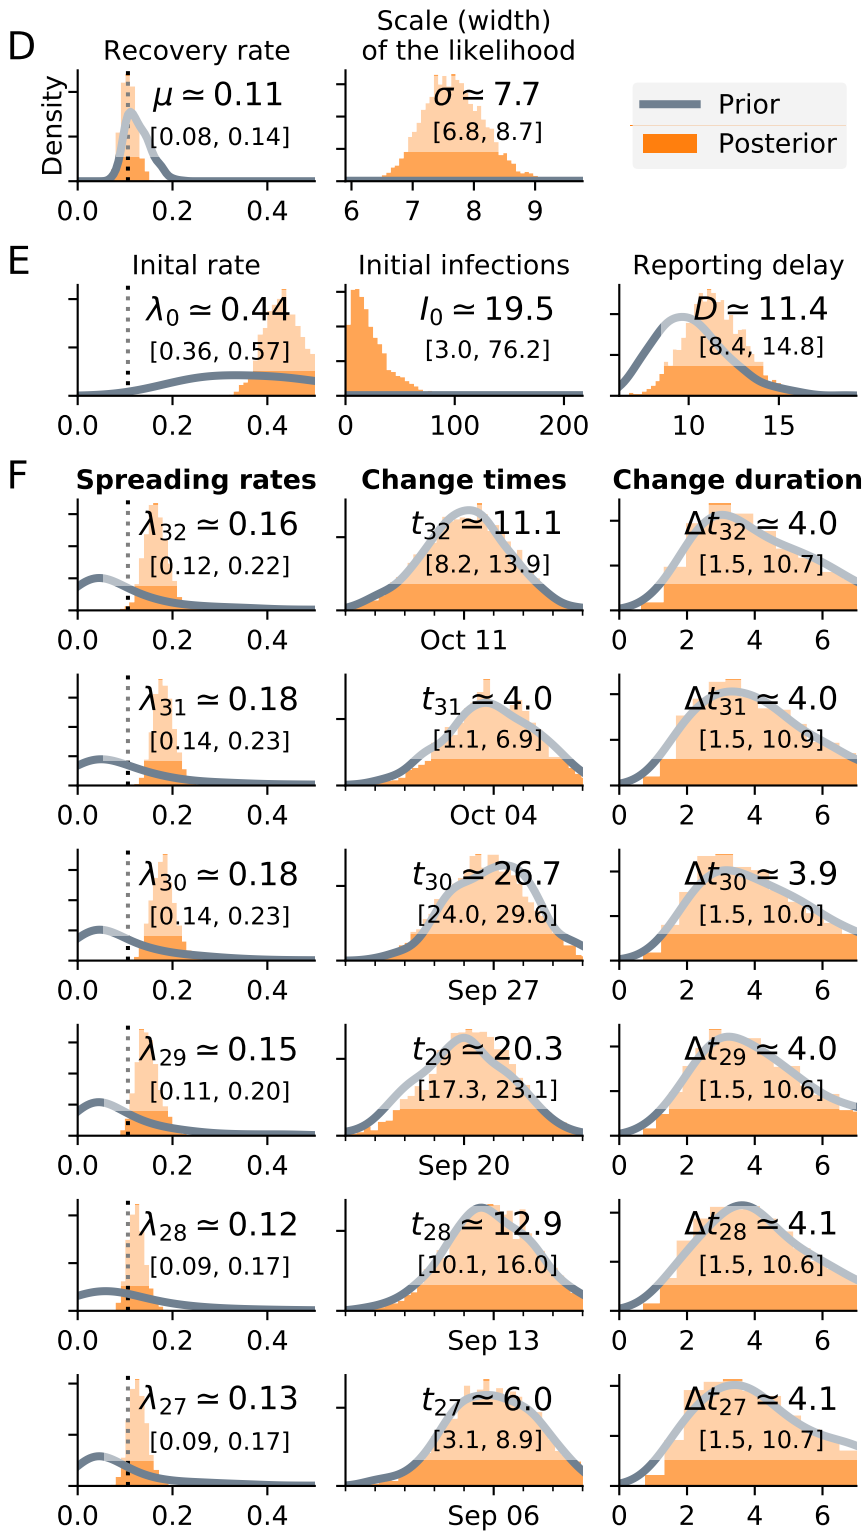 D
Recovery rate
Scale (width)
of the likelihood
Density
μ ≃ 0.11
[0.08, 0.14]
0.0 0.2 0.4
σ ≃ 7.7
[6.8, 8.7]
6 7 8 9
Prior
Posterior
E
Inital rate
λ0 ≃ 0.44
[0.36, 0.57]
0.0 0.2 0.4
Initial infections
I0 ≃ 19.5
[3.0, 76.2]
0 100 200
Reporting delay
D ≃ 11.4
[8.4, 14.8]
10 15
F
Spreading rates
Change times
Change duration
λ32 ≃ 0.16
[0.12, 0.22]
0.0 0.2 0.4
t32 ≃ 11.1
[8.2, 13.9]
Oct 11
Δt32 ≃ 4.0
[1.5, 10.7]
0 2 4 6
λ31 ≃ 0.18
[0.14, 0.23]
0.0 0.2 0.4
t31 ≃ 4.0
[1.1, 6.9]
Oct 04
Δt31 ≃ 4.0
[1.5, 10.9]
0 2 4 6
λ30 ≃ 0.18
[0.14, 0.23]
0.0 0.2 0.4
t30 ≃ 26.7
[24.0, 29.6]
Sep 27
Δt30 ≃ 3.9
[1.5, 10.0]
0 2 4 6
λ29 ≃ 0.15
[0.11, 0.20]
0.0 0.2 0.4
t29 ≃ 20.3
[17.3, 23.1]
Sep 20
Δt29 ≃ 4.0
[1.5, 10.6]
0 2 4 6
λ28 ≃ 0.12
[0.09, 0.17]
0.0 0.2 0.4
t28 ≃ 12.9
[10.1, 16.0]
Sep 13
Δt28 ≃ 4.1
[1.5, 10.6]
0 2 4 6
λ27 ≃ 0.13
[0.09, 0.17]
0.0 0.2 0.4
t27 ≃ 6.0
[3.1, 8.9]
Sep 06
Δt27 ≃ 4.1
[1.5, 10.7]
0 2 4 6